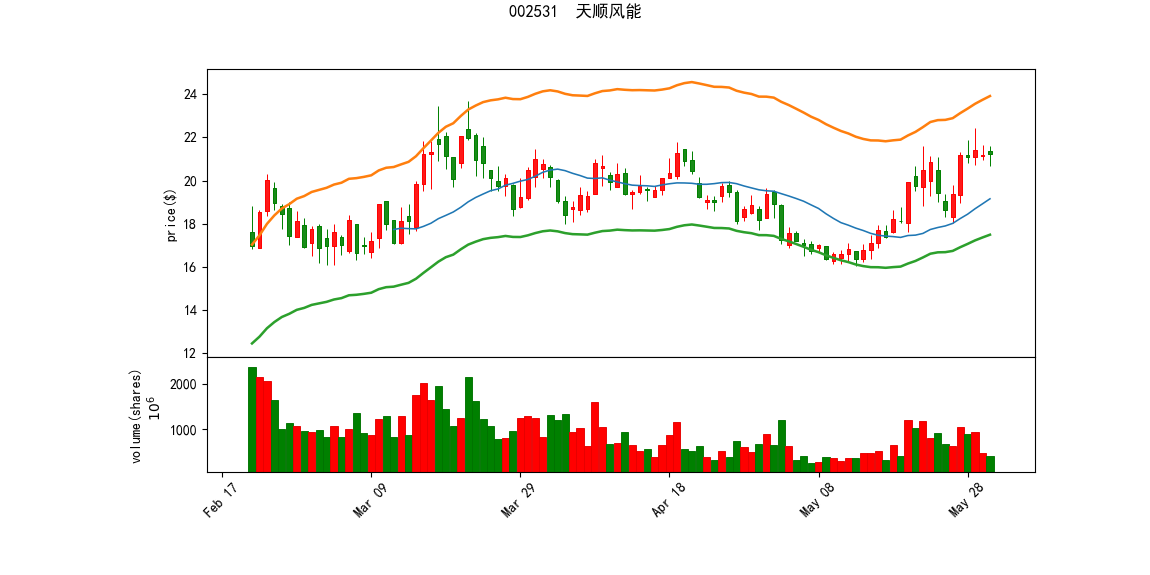 002531  天顺风能
price($)
24
22
20
18
16
14
12
volume(shares)
10^6
2000
1000
Feb 17
Mar 09
Mar 29
Apr 18
May 08
May 28